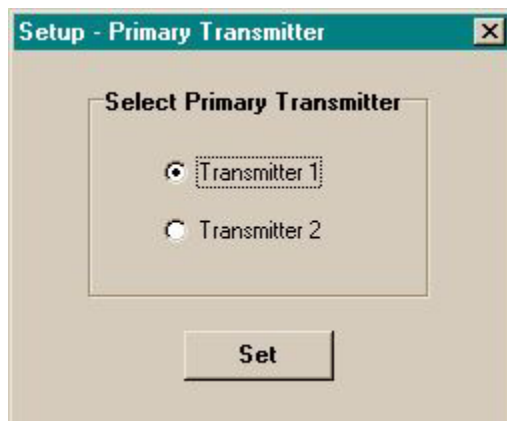 Setup - Primary Transmitter
Select Primary Transmitter
Transmitter 1
Transmitter 2
Set